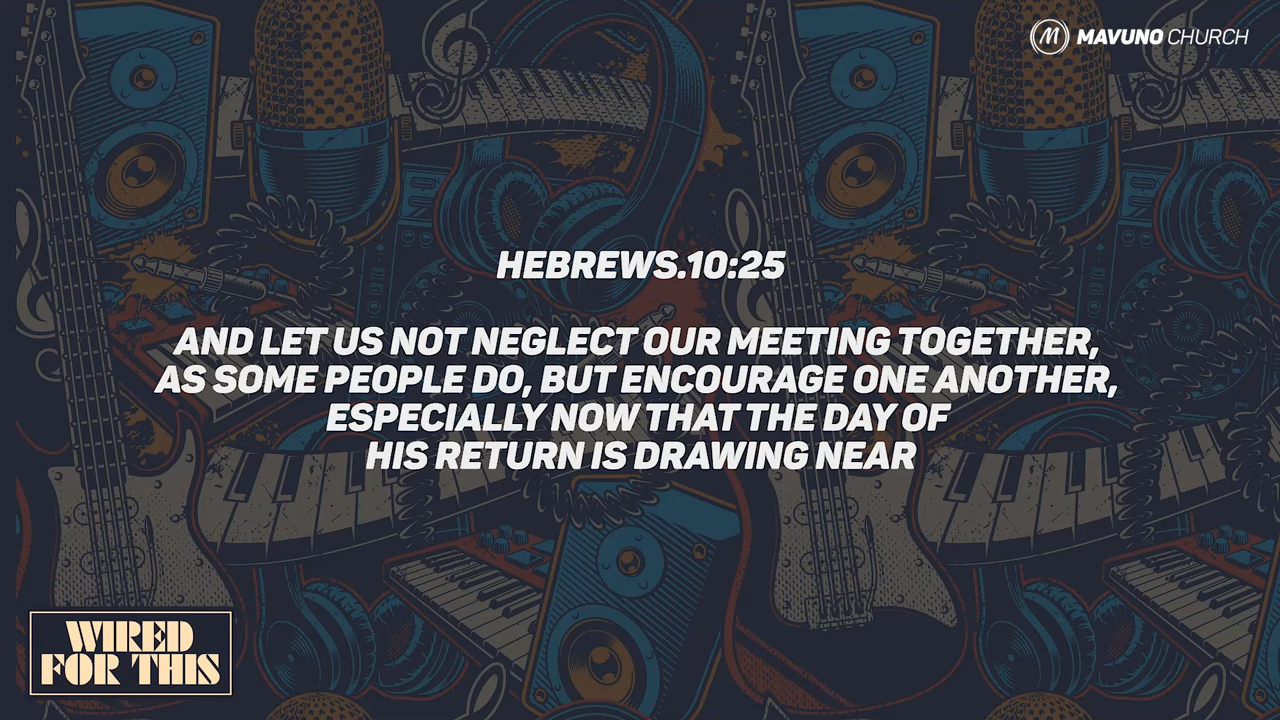 MAVUNO CHURCH
HEBREWS.10:25
AND LET US NOT NEGLECT OUR MEETING TOGETHER,
AS SOME PEOPLE DO, BUT ENCOURAGE ONE ANOTHER,
ESPECIALLY NOW THAT THE DAY OF
HIS RETURN IS DRAWING NEAR
WIRED
FOR THIS